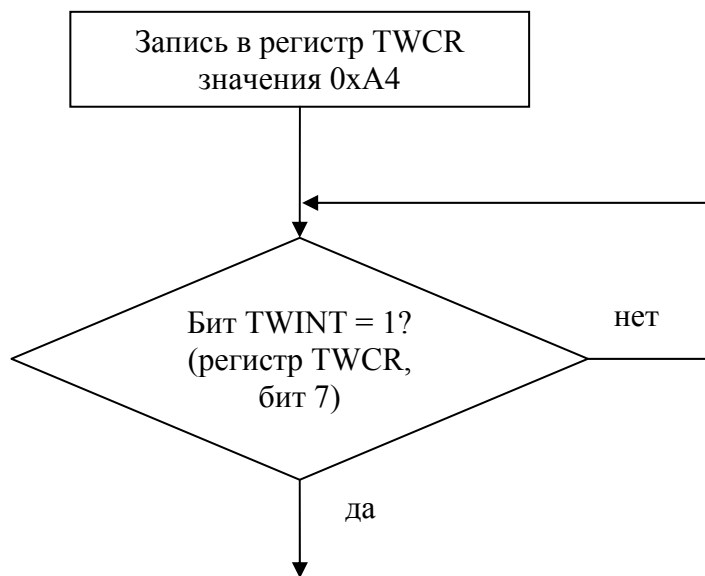 Запись в регистр TWCR
значения 0xA4
Бит TWINT = 1?
(регистр TWCR,
бит 7)
нет
да